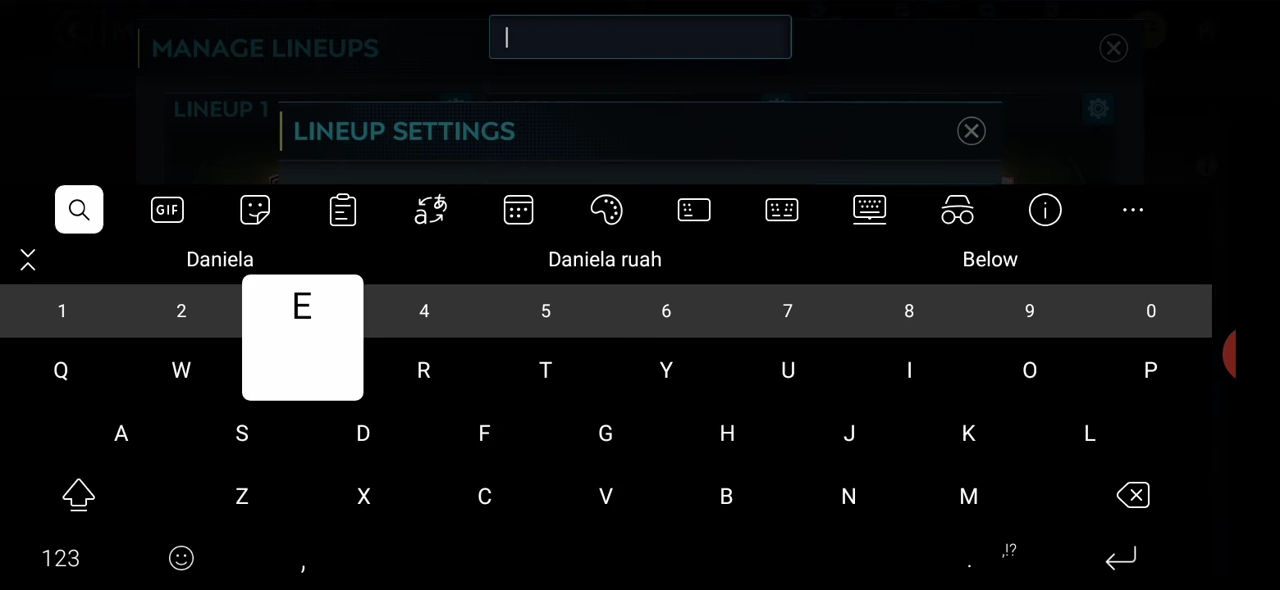 MANAGE LINEUPS
LINEUP 1
LINEUP SETTINGS
GIF
Daniela Daniela ruah Below
1 2 E 4 5 6 7 8 9 0
Q W R T Y U I O P
A S D F G H J K L
Z X C V B N M
123 , . ,!?